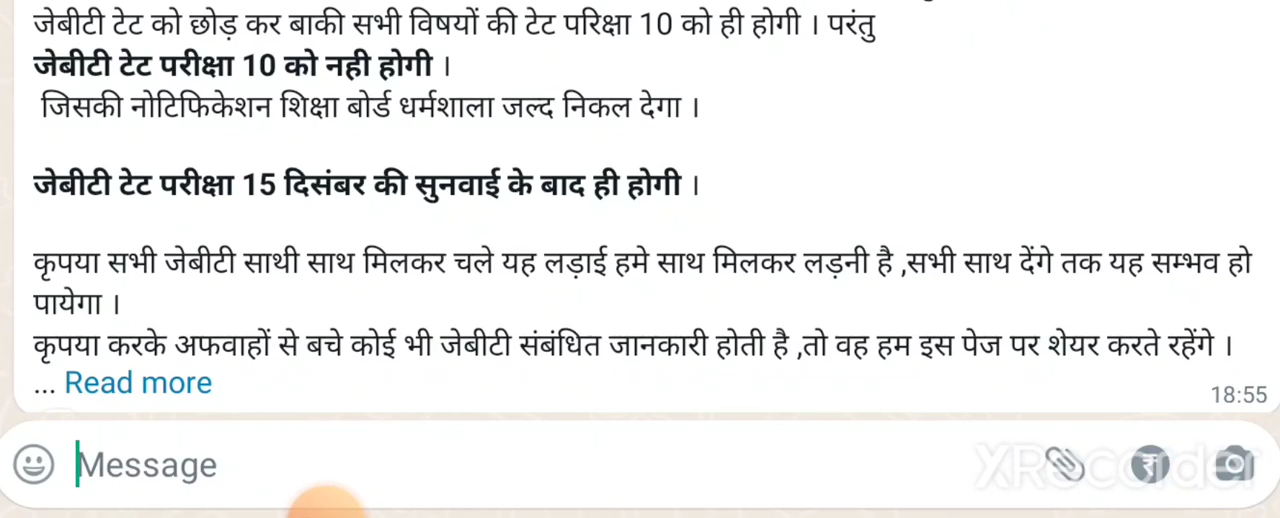 जेबीटी टेट को छोड़ कर बाकी सभी विषयों की टेट परिक्षा 10 को ही होगी । परंतु
जेबीटी टेट परीक्षा 10 को नही होगी ।
जिसकी नोटिफिकेशन शिक्षा बोर्ड धर्मशाला जल्द निकल देगा ।
जेबीटी टेट परीक्षा 15 दिसंबर की सुनवाई के बाद ही होगी ।
कृपया सभी जेबीटी साथी साथ मिलकर चले यह लड़ाई हमे साथ मिलकर लड़नी है ,सभी साथ देंगे तक यह सम्भव हो
पायेगा ।
कृपया करके अफवाहों से बचे कोई भी जेबीटी संबंधित जानकारी होती है ,तो वह हम इस पेज पर शेयर करते रहेंगे ।
... Read more
18:55
Message
XRecorder